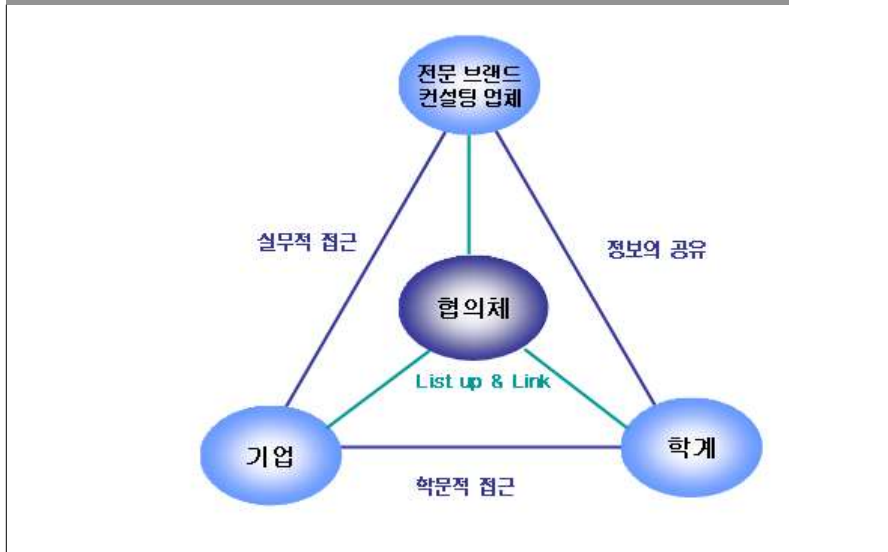 전문 브랜드
컨설팅 업체
실무적 접근
정보의 공유
협의체
List up & Link
기업
학계
학문적 접근